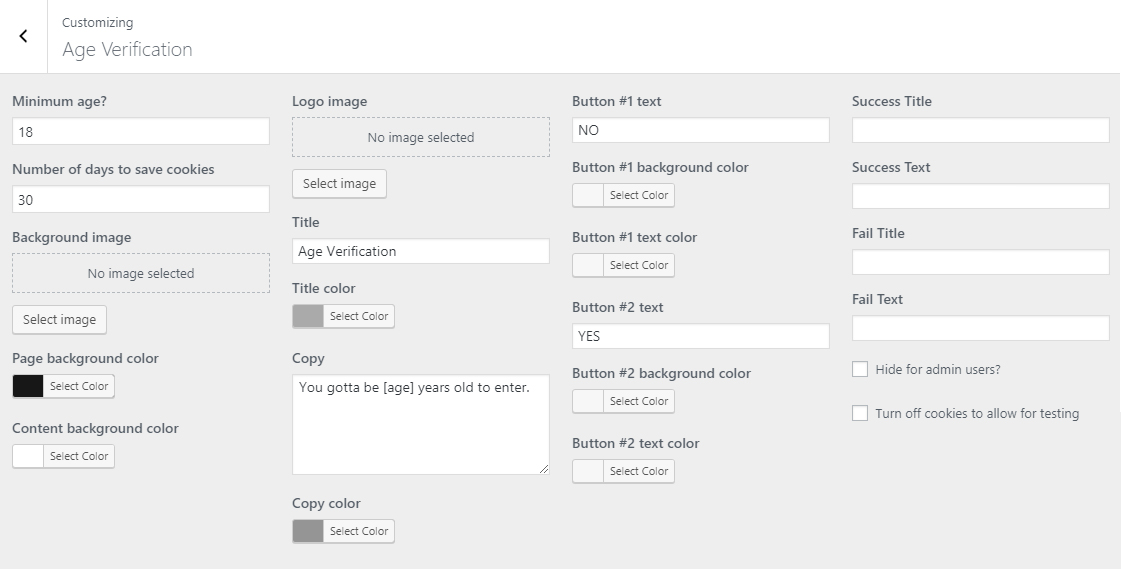 Customizing
Age Verification
Minimum age?
18
Number of days to save cookies
30
Background image
No image selected
Select image
Page background color
Select Color
Content background color
Select Color
Logo image
No image selected
Select image
Title
Age Verification
Title color
Select Color
Copy
You gotta be [age] years old to enter.
Copy color
Select Color
Button #1 text
NO
Button #1 background color
Select Color
Button #1 text color
Select Color
Button #2 text
YES
Button #2 background color
Select Color
Button #2 text color
Select Color
Success Title
Success Text
Fail Title
Fail Text
Hide for admin users?
Turn off cookies to allow for testing